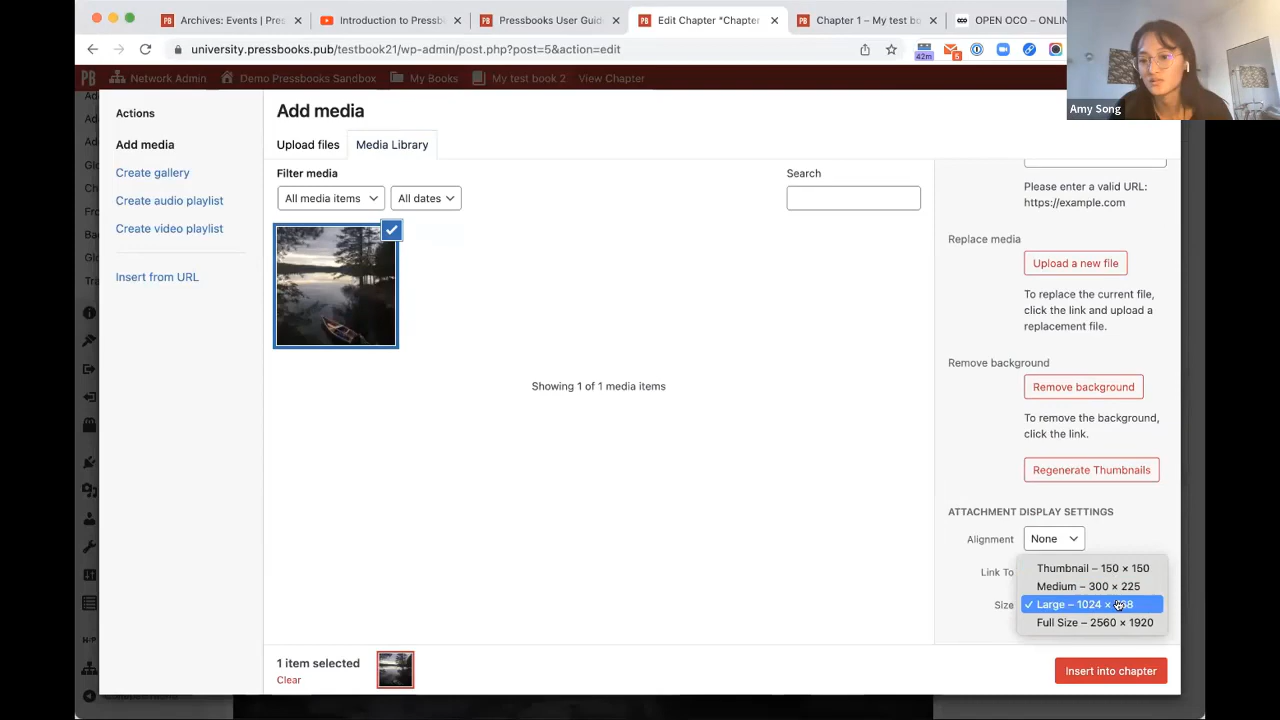 Archives: Events | Pres
Introduction to Pressb
Pressbooks User Guid
Edit Chapter "Chapter
Chapter 1 – My test bo
OPEN OCO – ONLIN
university.pressbooks.pub/testbook21/wp-admin/post.php?post=5&action=edit
42m
5
PB
Network Admin
Demo Pressbooks Sandbox
My Books
My test book 2
View Chapter
Amy Song
Actions
Add media
Create gallery
Create audio playlist
Create video playlist
Insert from URL
Add media
Upload files
Media Library
Filter media
All media items
All dates
Search
Showing 1 of 1 media items
Please enter a valid URL:
https://example.com
Replace media
Upload a new file
To replace the current file,
click the link and upload a
replacement file.
Remove background
Remove background
To remove the background,
click the link.
Regenerate Thumbnails
ATTACHMENT DISPLAY SETTINGS
Alignment
None
Link To
Size
Thumbnail – 150 × 150
Medium – 300 × 225
Large – 1024 ×
Full Size – 2560 × 1920
1 item selected
Clear
Insert into chapter